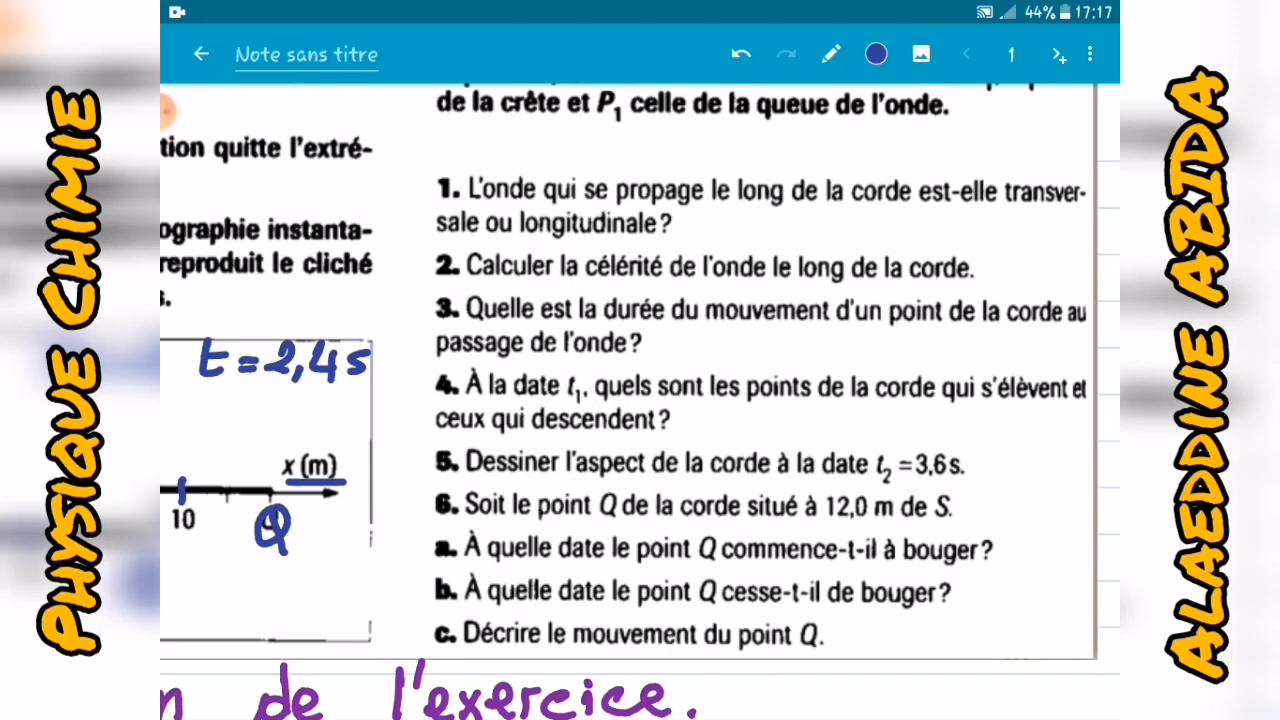 44% 17:17
Note sans titre
1
PHYSIQUE CHIMIE
tion quitte l'extré-
ographie instanta-
reproduit le cliché
s.
t = 2,4 s
x (m)
10
Q
de la crête et P1 celle de la queue de l'onde.
1. L'onde qui se propage le long de la corde est-elle transver-
sale ou longitudinale ?
2. Calculer la célérité de l'onde le long de la corde.
3. Quelle est la durée du mouvement d'un point de la corde au
passage de l'onde ?
4. À la date t1, quels sont les points de la corde qui s'élèvent et
ceux qui descendent ?
5. Dessiner l'aspect de la corde à la date t2 = 3,6 s.
6. Soit le point Q de la corde situé à 12,0 m de S.
a. À quelle date le point Q commence-t-il à bouger ?
b. À quelle date le point Q cesse-t-il de bouger ?
c. Décrire le mouvement du point Q.
n de l'exercice.
ALAEDDINE ABIDA